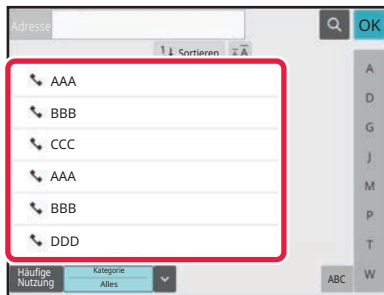 Adresse
OK
Sortieren
AAA
BBB
CCC
AAA
BBB
DDD
A
D
G
J
M
P
T
W
Häufige
Nutzung
Kategorie
Alles
ABC